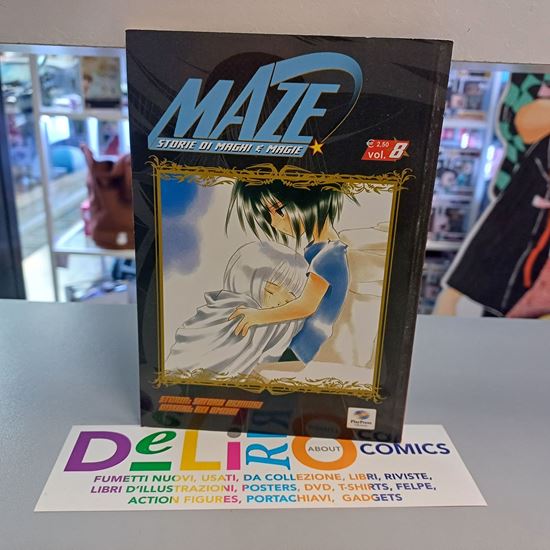 MAZE
STORIE DI MAGHI E MAGIE
€ 2,50
vol. 8
PlayPress
DeLiRiO ABOUT COMICS
FUMETTI NUOVI, USATI, DA COLLEZIONE, LIBRI, RIVISTE,
LIBRI D'ILLUSTRAZIONI, POSTERS, DVD, T-SHIRTS, FELPE,
ACTION FIGURES, PORTACHIAVI, GADGETS